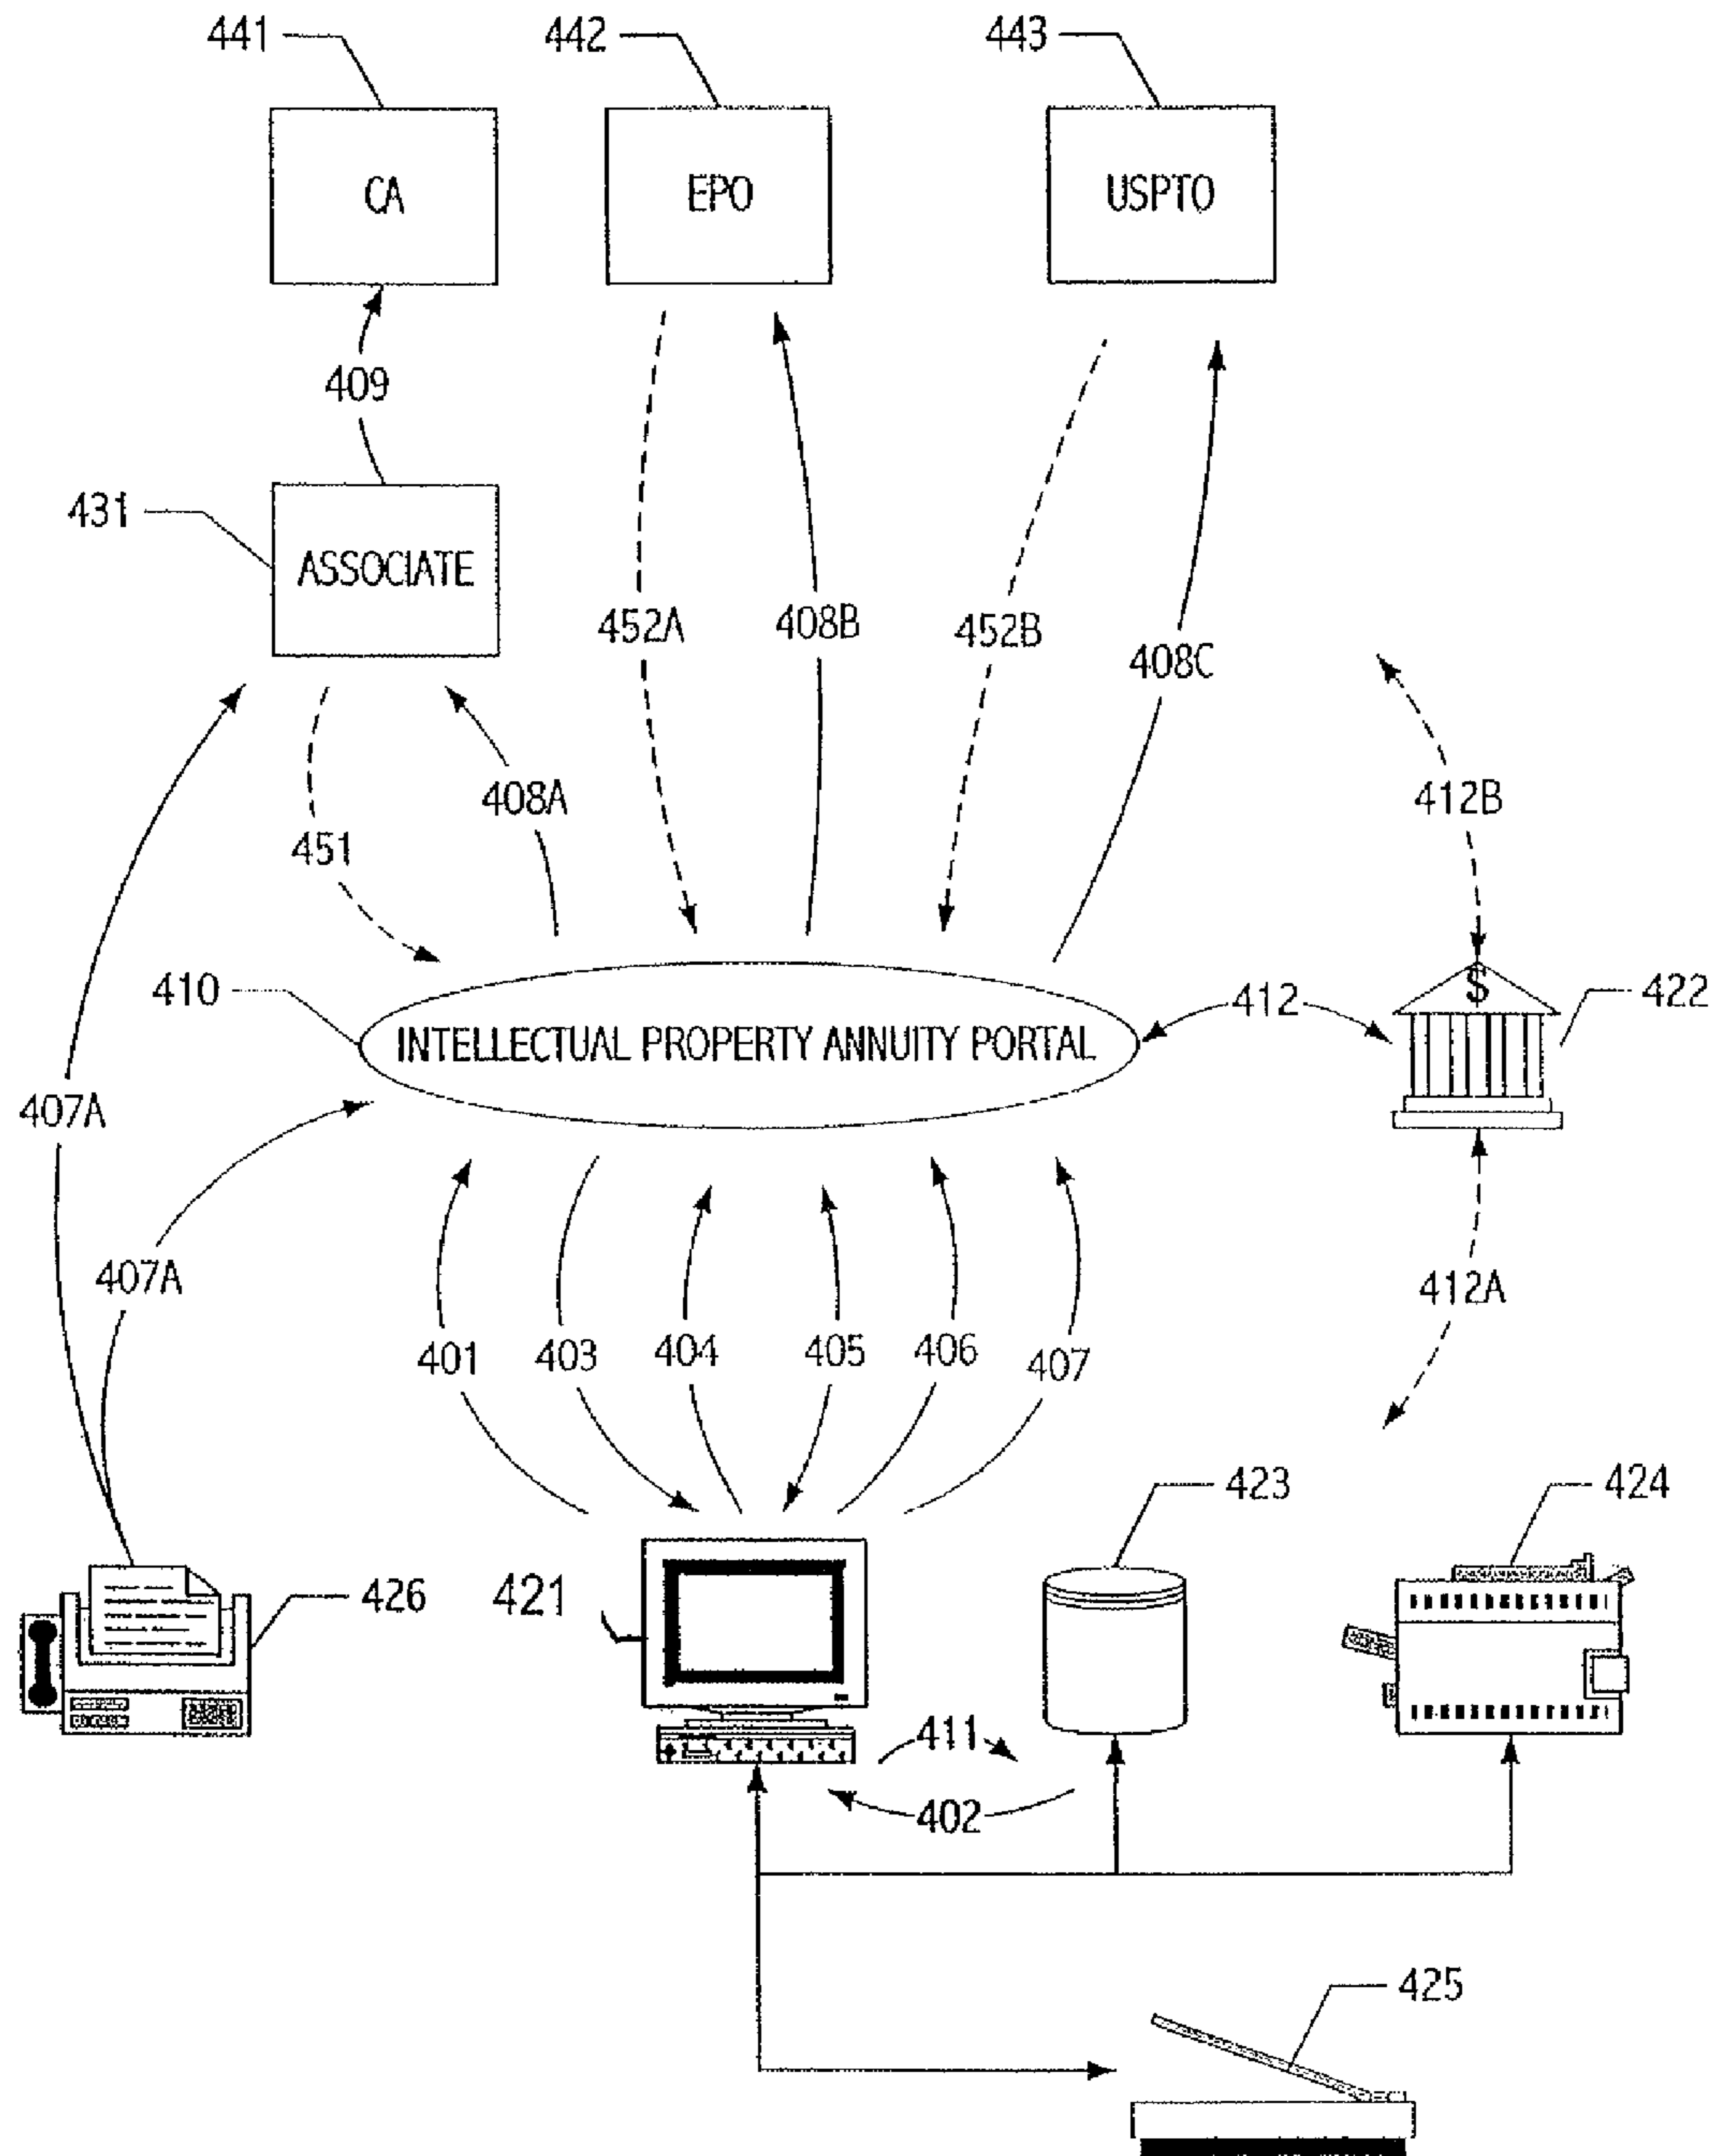 441
442
443
CA
EPO
USPTO
409
431
ASSOCIATE
452A
408B
452B
408C
408A
412B
451
410
INTELLECTUAL PROPERTY ANNUITY PORTAL
412
$
422
407A
407A
412A
401
403
404
405
406
407
423
424
426
421
411
402
425